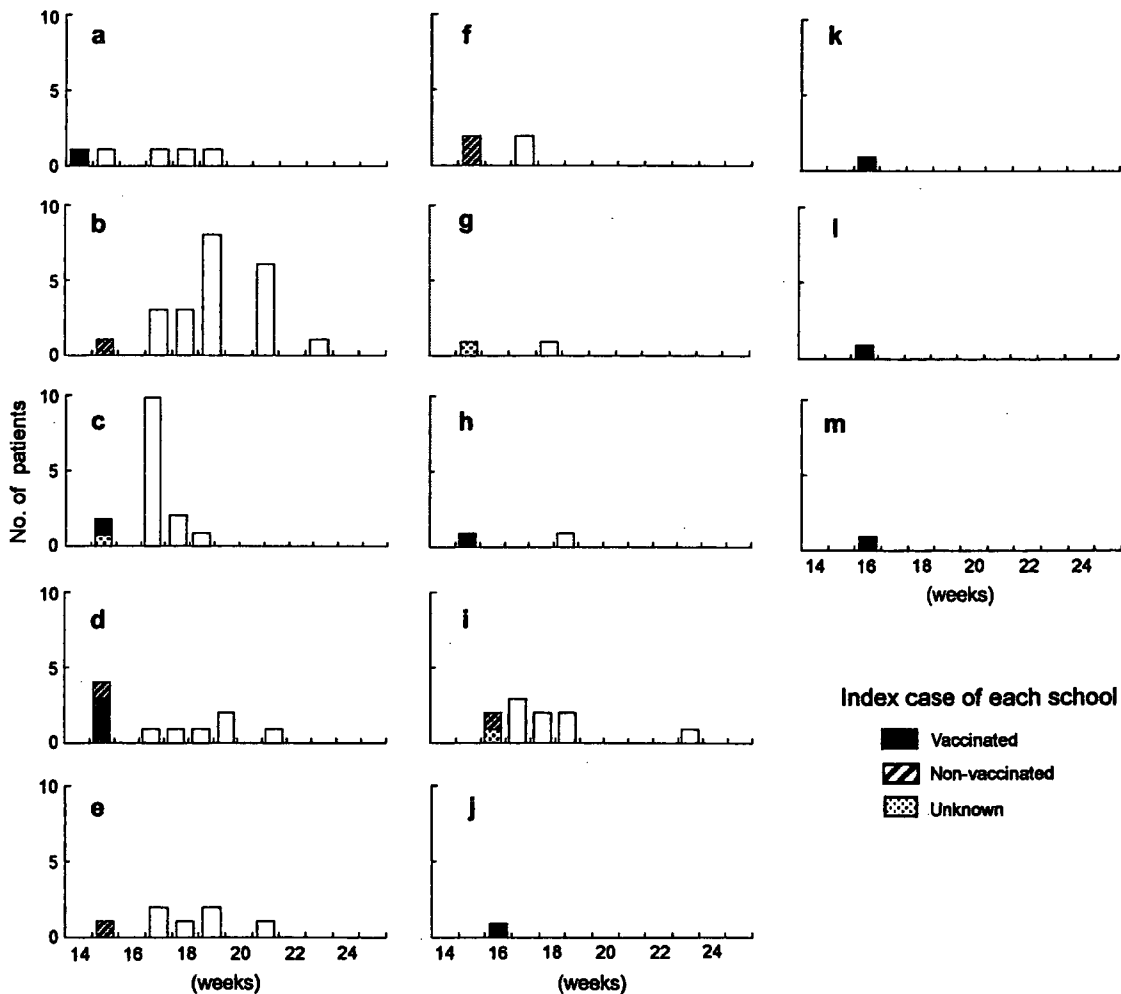 No. of patients
10
5
0
a
10
5
0
b
10
5
0
c
10
5
0
d
10
5
0
e
14 16 18 20 22 24
(weeks)
f
g
h
i
j
14 16 18 20 22 24
(weeks)
k
l
m
14 16 18 20 22 24
(weeks)
Index case of each school
Vaccinated
Non-vaccinated
Unknown